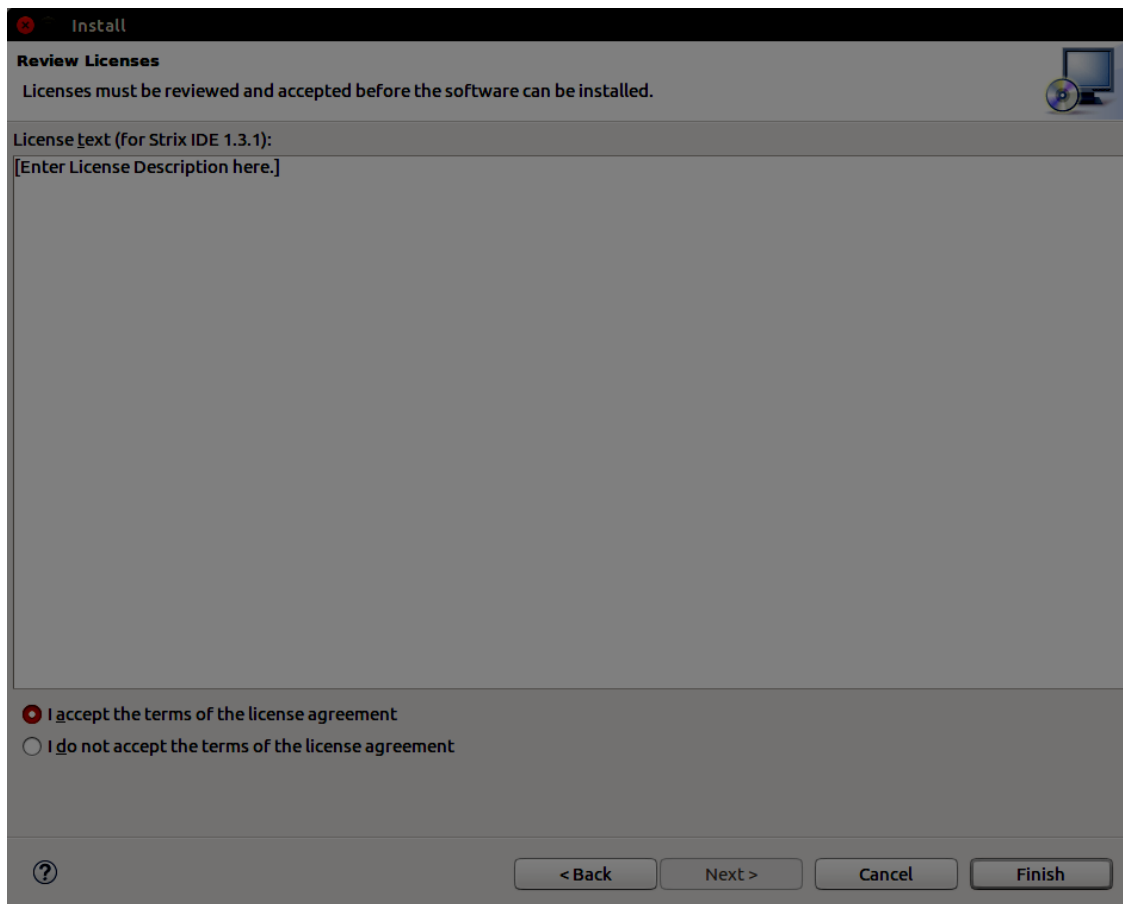 Install
Review Licenses
Licenses must be reviewed and accepted before the software can be installed.
License text (for Strix IDE 1.3.1):
[Enter License Description here.]
I accept the terms of the license agreement
I do not accept the terms of the license agreement
?
< Back
Next >
Cancel
Finish